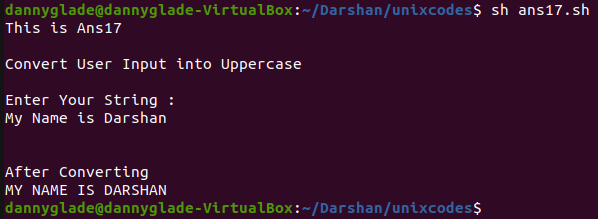 dannyglade@dannyglade-VirtualBox:~/Darshan/unixcodes$ sh ans17.sh
This is Ans17
Convert User Input into Uppercase
Enter Your String :
My Name is Darshan
After Converting
MY NAME IS DARSHAN
dannyglade@dannyglade-VirtualBox:~/Darshan/unixcodes$